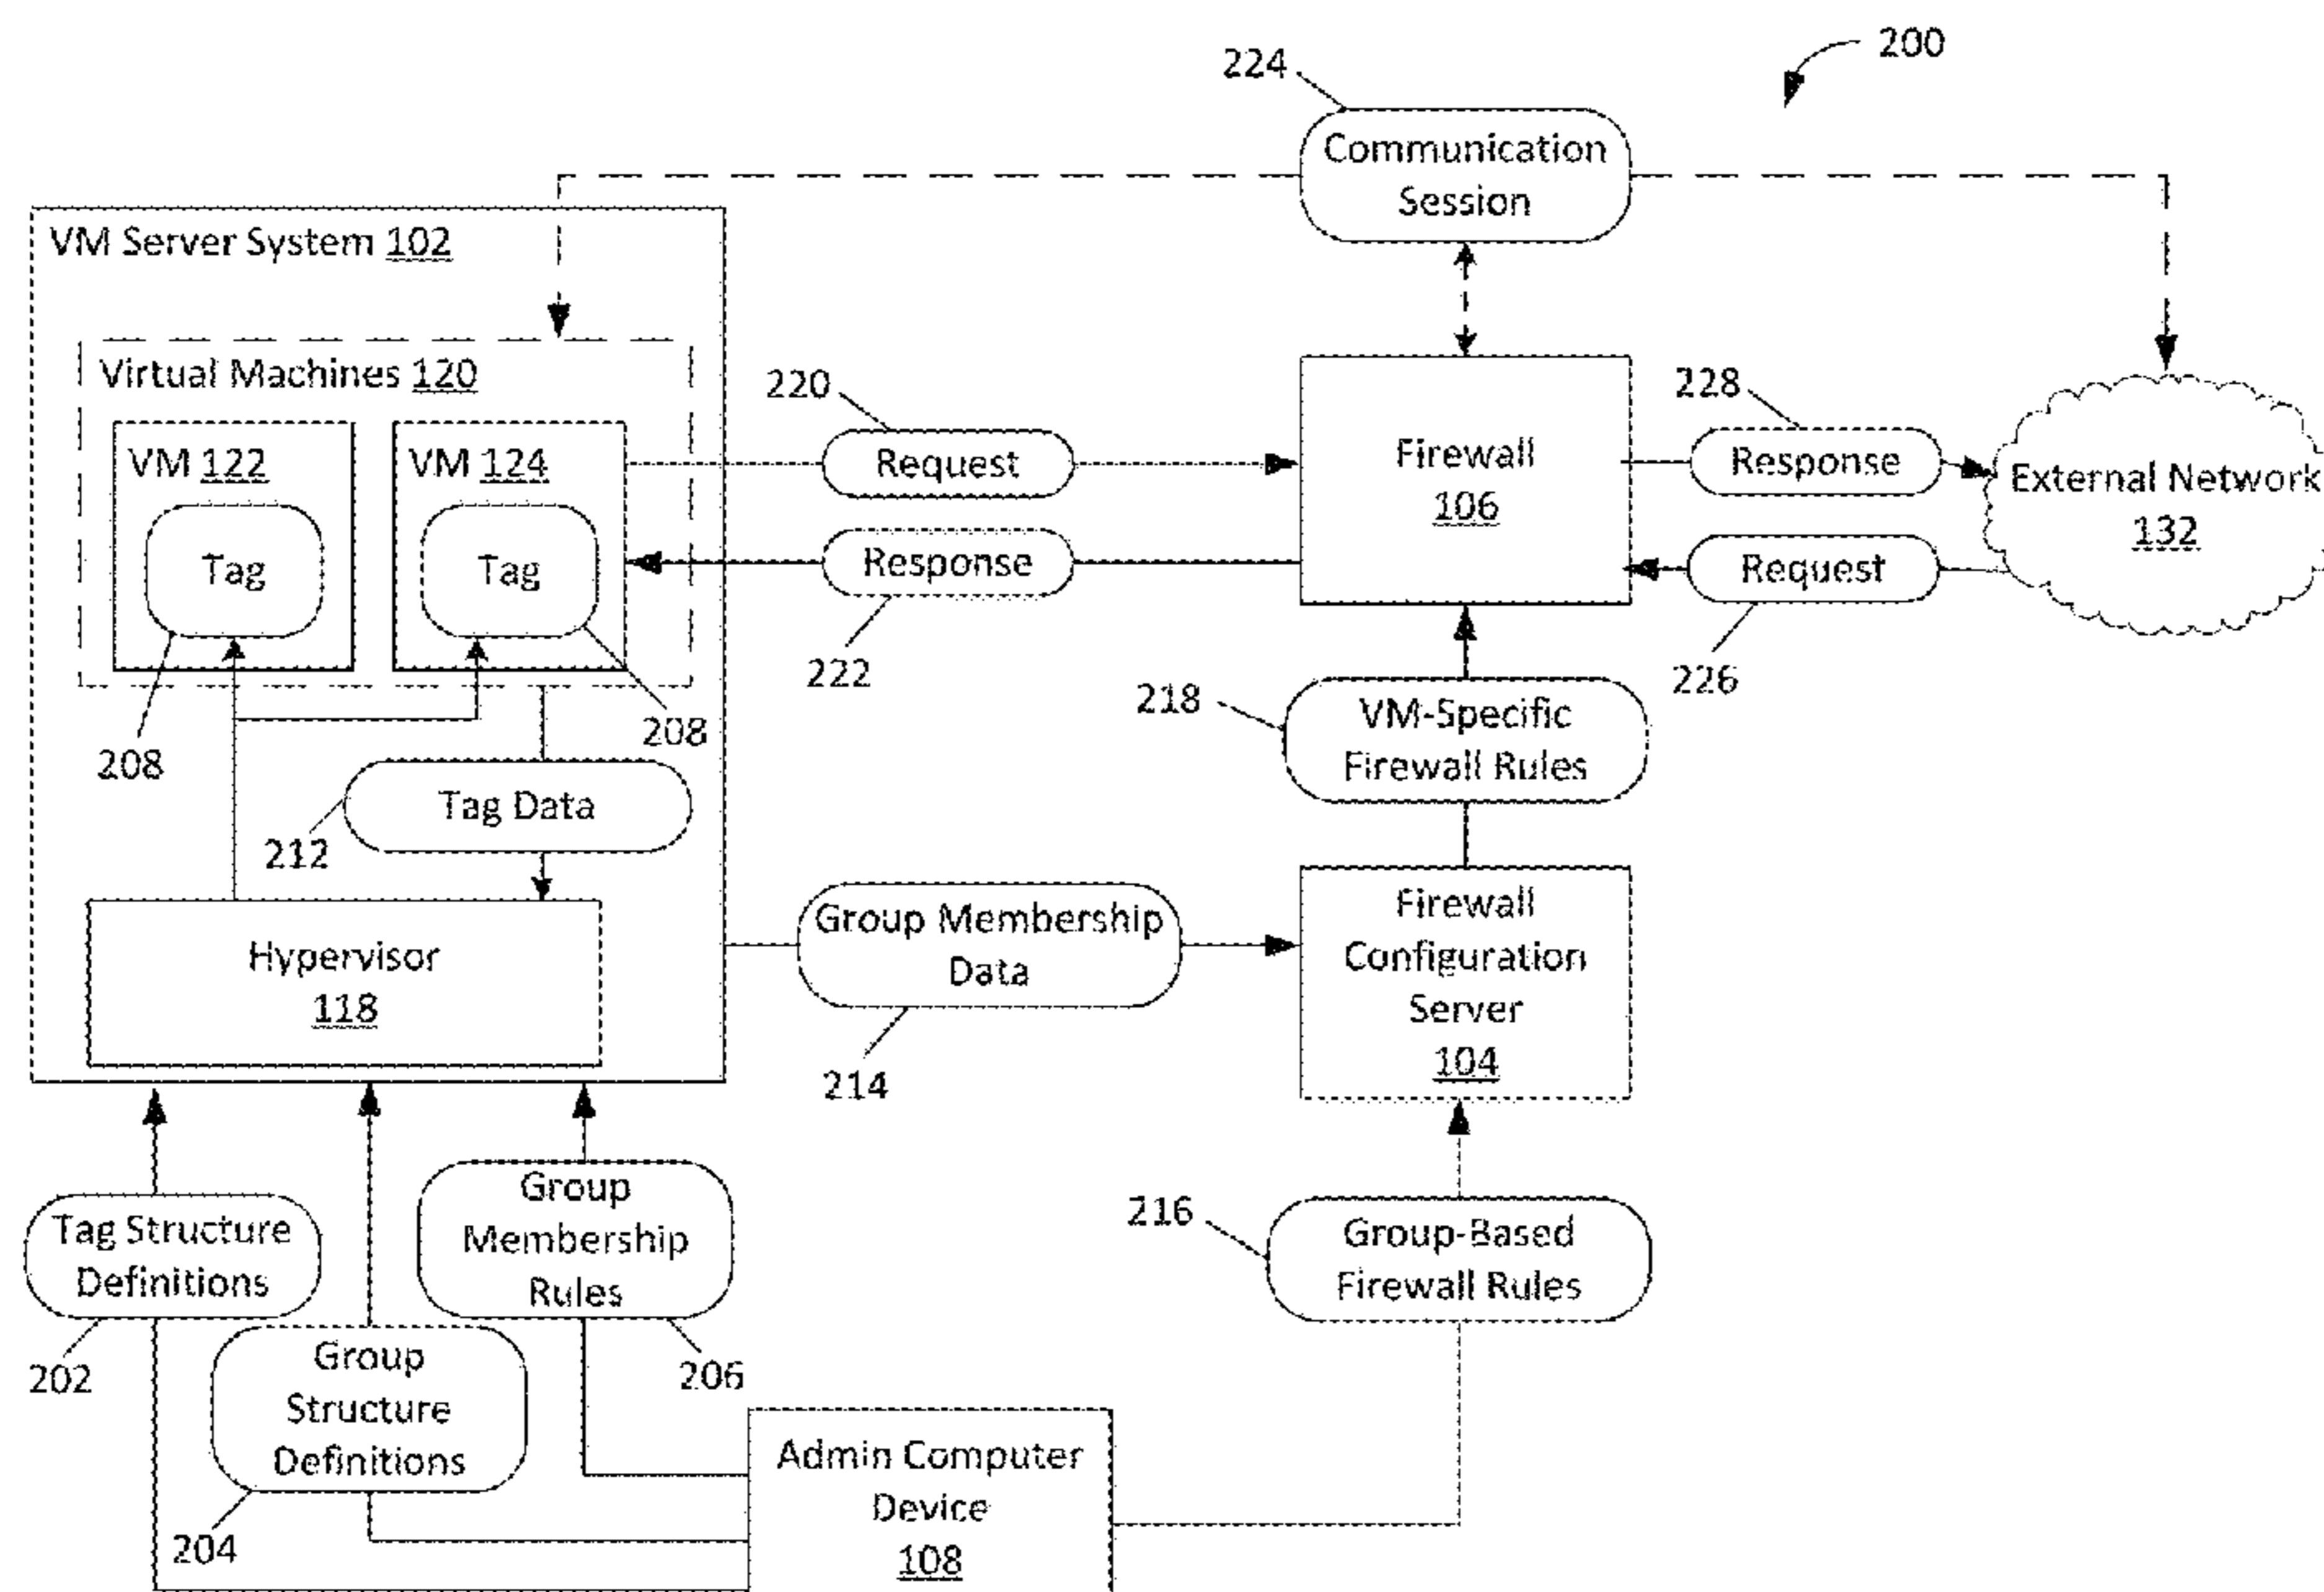 200
224
Communication
Session
VM Server System 102
Virtual Machines 120
VM 122
Tag
208
VM 124
Tag
208
220
Request
Response
222
Firewall
106
228
Response
Request
226
External Network
132
218
VM-Specific
Firewall Rules
212
Tag Data
Hypervisor
118
Group Membership
Data
214
Firewall
Configuration
Server
104
Tag Structure
Definitions
202
Group
Structure
Definitions
204
Group
Membership
Rules
206
216
Group-Based
Firewall Rules
Admin Computer
Device
108